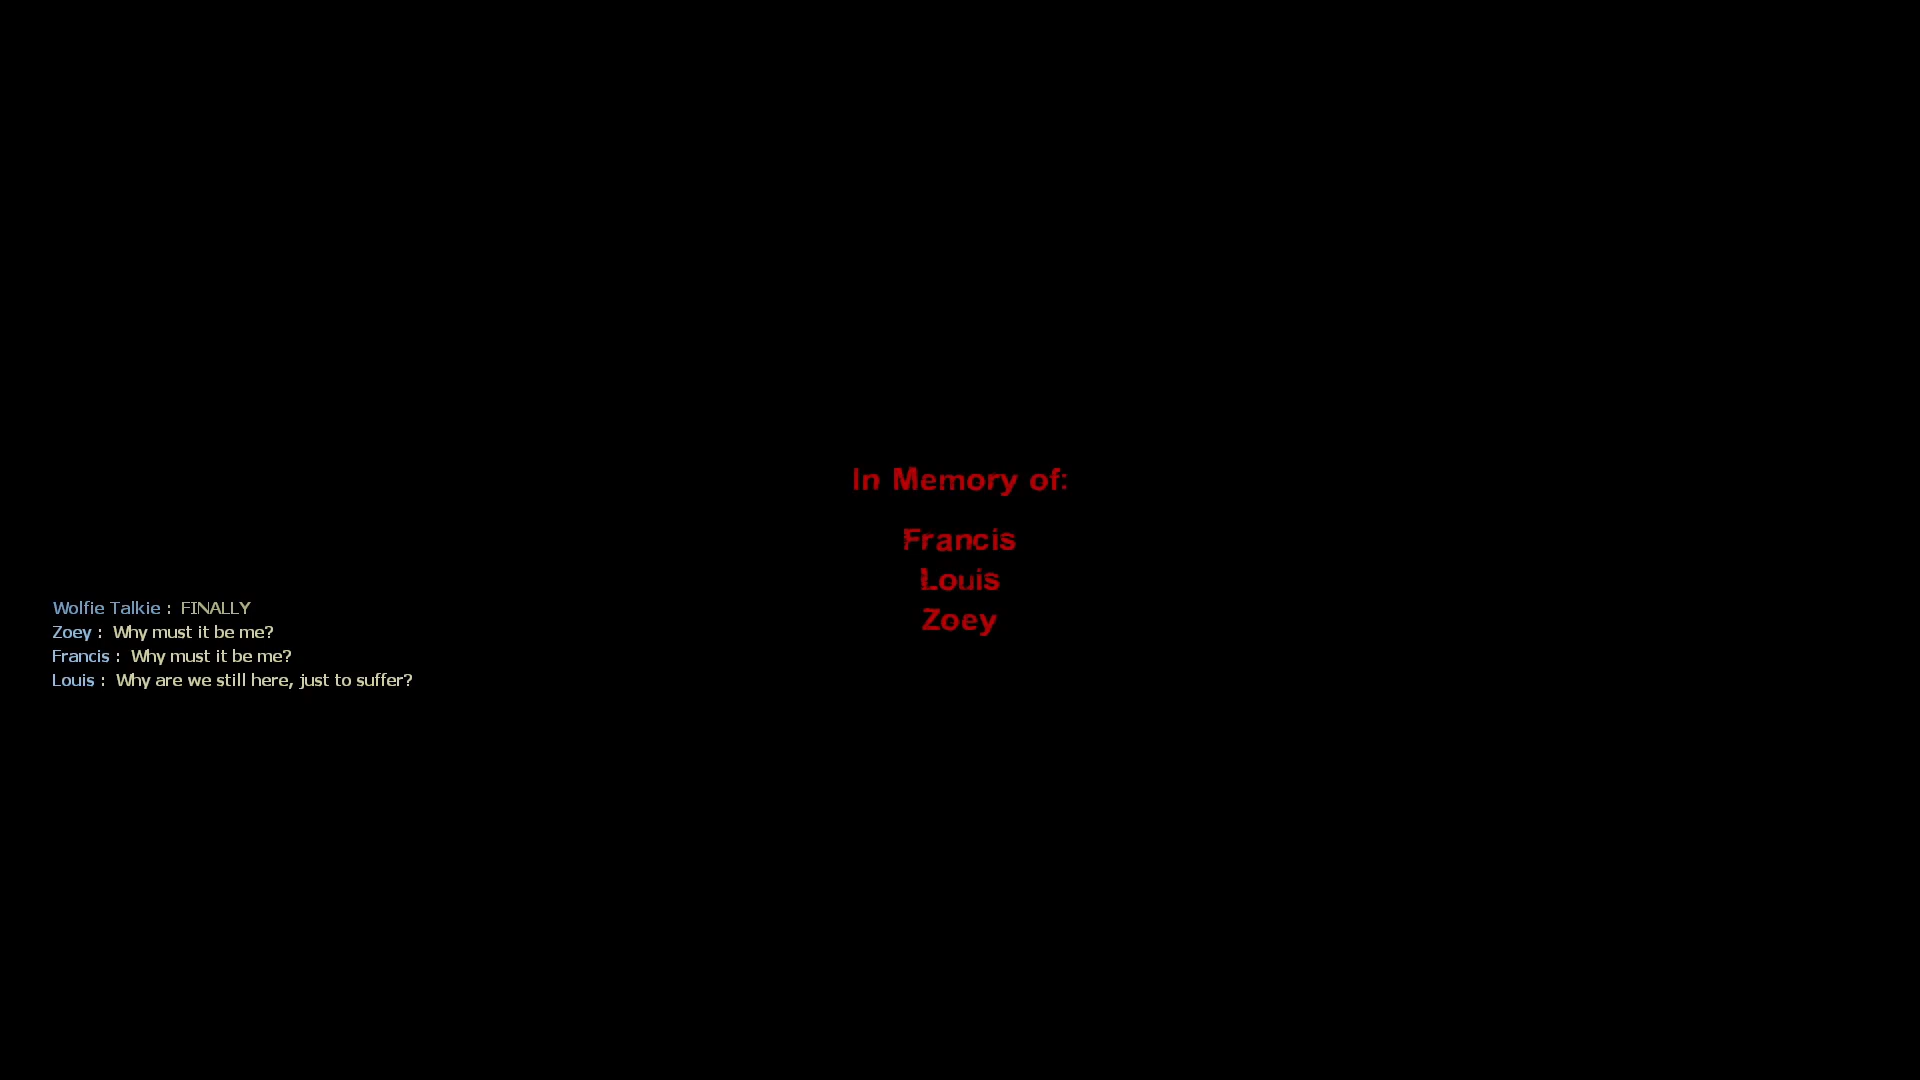 In Memory of:
Francis
Louis
Zoey
Wolfie Talkie : FINALLY
Zoey : Why must it be me?
Francis : Why must it be me?
Louis : Why are we still here, just to suffer?